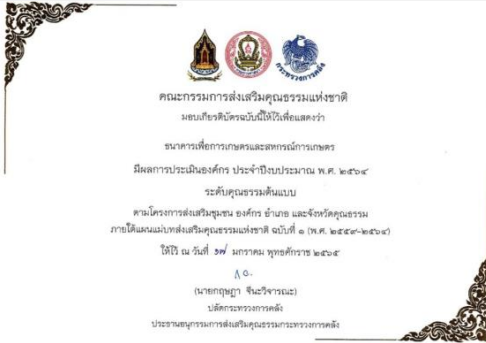 กระทรวงการคลัง
คณะกรรมการส่งเสริมคุณธรรมแห่งชาติ
มอบเกียรติบัตรฉบับนี้ให้ไว้เพื่อแสดงว่า
ธนาคารเพื่อการเกษตรและสหกรณ์การเกษตร
มีผลการประเมินองค์กร ประจำปีงบประมาณ พ.ศ. ๒๕๖๔
ระดับคุณธรรมต้นแบบ
ตามโครงการส่งเสริมชุมชน องค์กร อำเภอ และจังหวัดคุณธรรม
ภายใต้แผนแม่บทส่งเสริมคุณธรรมแห่งชาติ ฉบับที่ ๑ (พ.ศ. ๒๕๕๙-๒๕๖๔)
ให้ไว้ ณ วันที่ ๑๗ มกราคม พุทธศักราช ๒๕๖๕
(นายกฤษฎา จีนะวิจารณะ)
ปลัดกระทรวงการคลัง
ประธานอนุกรรมการส่งเสริมคุณธรรมกระทรวงการคลัง